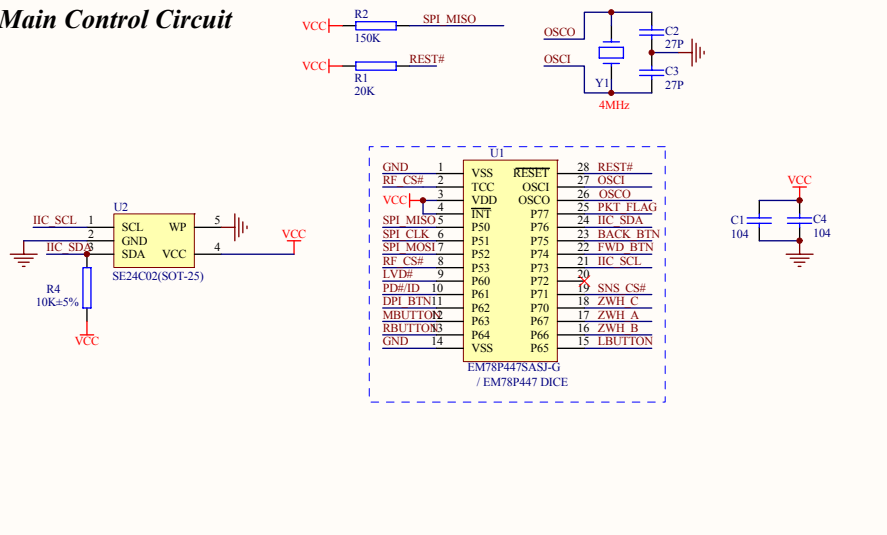 Main Control Circuit
VCC R2 SPI_MISO
150K
VCC REST#
R1
20K
OSCO C2
27P
OSCI C3
Y1 27P
4MHz
U1
GND 1 VSS RESET 28 REST#
RF_CS# 2 TCC OSCI 27 OSCI
VCC 3 VDD OSCO 26 OSCO
4 INT P77 25 PKT_FLAG
SPI_MISO 5 P50 P76 24 IIC_SDA
SPI_CLK 6 P51 P75 23 BACK_BTN
SPI_MOSI 7 P52 P74 22 FWD_BTN
RF_CS# 8 P53 P73 21 IIC_SCL
LVD# 9 P60 P72 20
PD#/ID 10 P61 P71 19 SNS_CS#
DPI_BTN 11 P62 P70 18 ZWH_C
MBUTTON 12 P63 P67 17 ZWH_A
RBUTTON 13 P64 P66 16 ZWH_B
GND 14 VSS P65 15 LBUTTON
EM78P447SASJ-G
/ EM78P447 DICE
U2
IIC_SCL 1 SCL WP 5
2 GND
IIC_SDA 3 SDA VCC 4 VCC
SE24C02(SOT-25)
R4
10K±5%
VCC
VCC
C1 C4
104 104